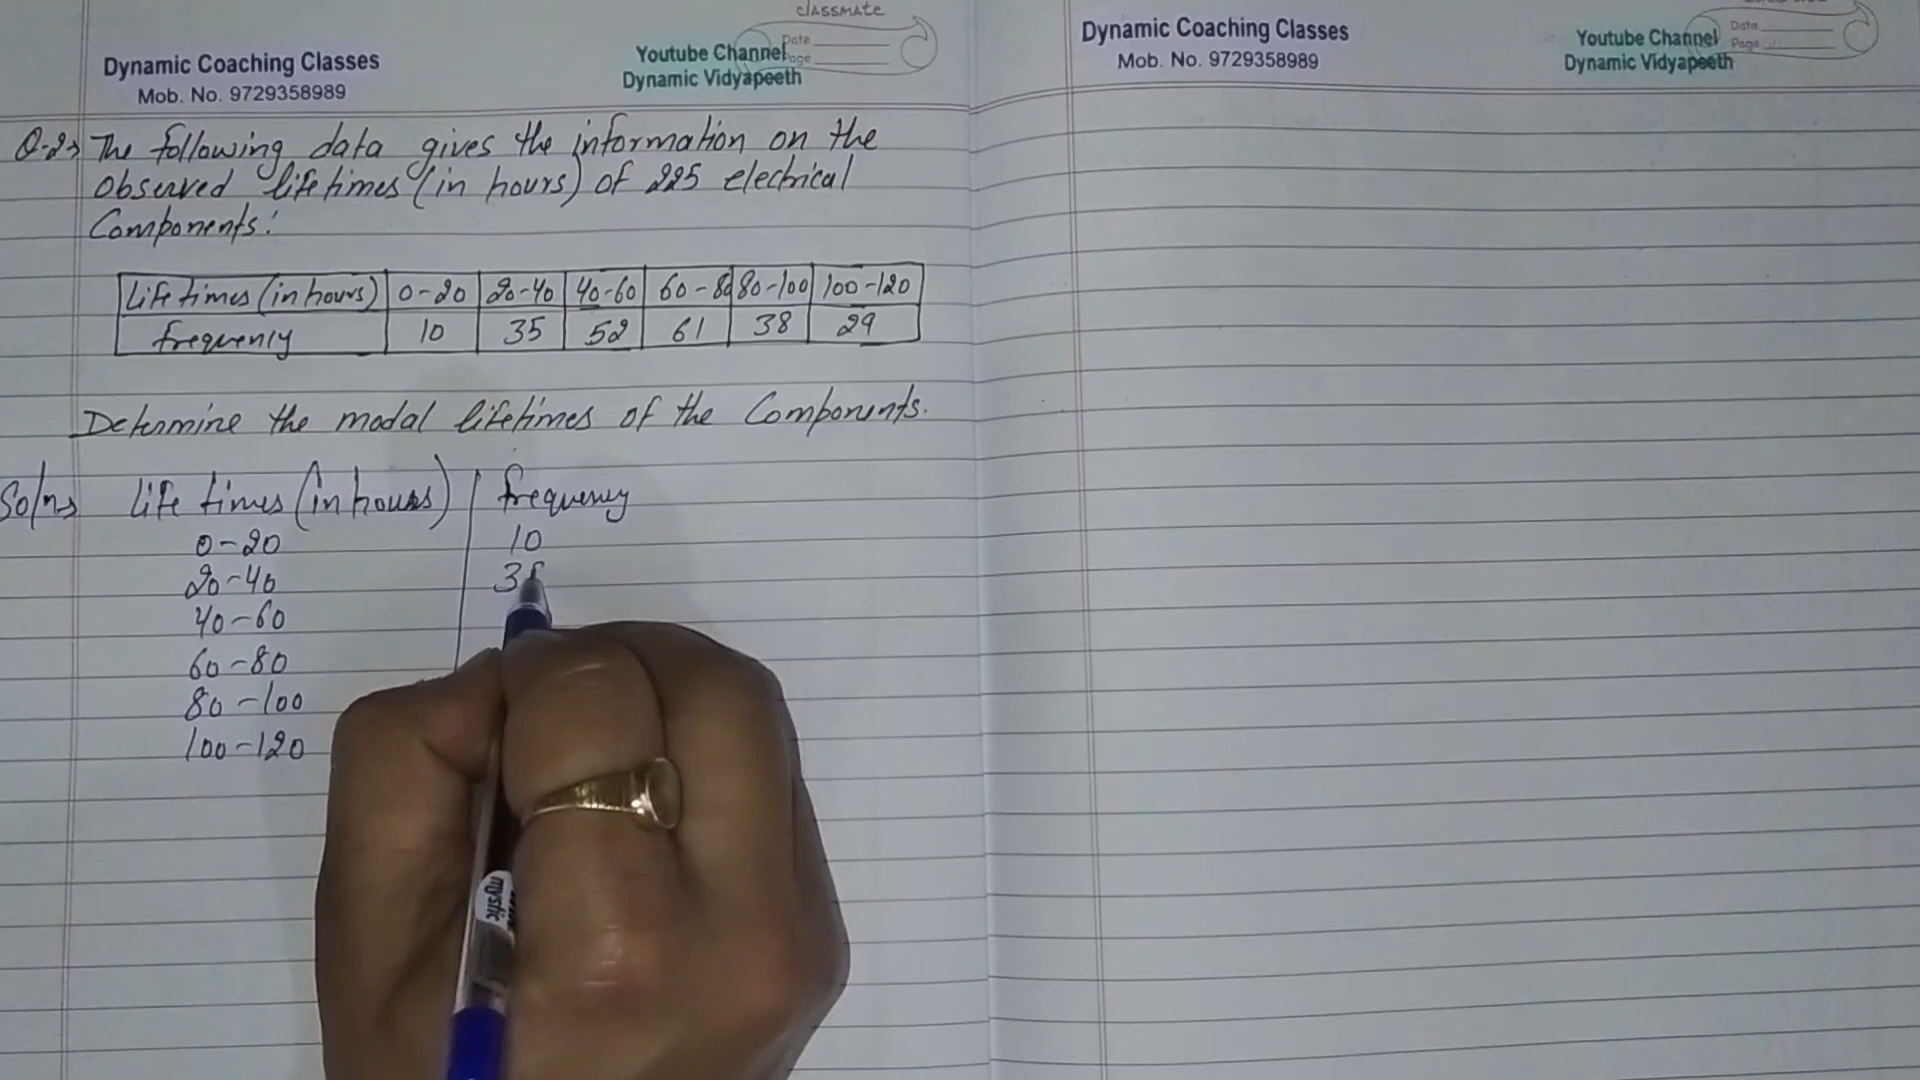 classmate
Date
Page
Dynamic Coaching Classes
Mob. No. 9729358989
Youtube Channel
Dynamic Vidyapeeth
Q-2→ The following data gives the information on the
observed lifetimes (in hours) of 225 electrical
Components:
Life times (in hours) 0-20 20-40 40-60 60-80 80-100 100-120
frequency 10 35 52 61 38 29
Determine the modal lifetimes of the Components.
Soln→ Life times (in hours) frequency
0-20 10
20-40 35
40-60
60-80
80-100
100-120
mystic
Dynamic Coaching Classes
Mob. No. 9729358989
Date
Page
Youtube Channel
Dynamic Vidyapeeth